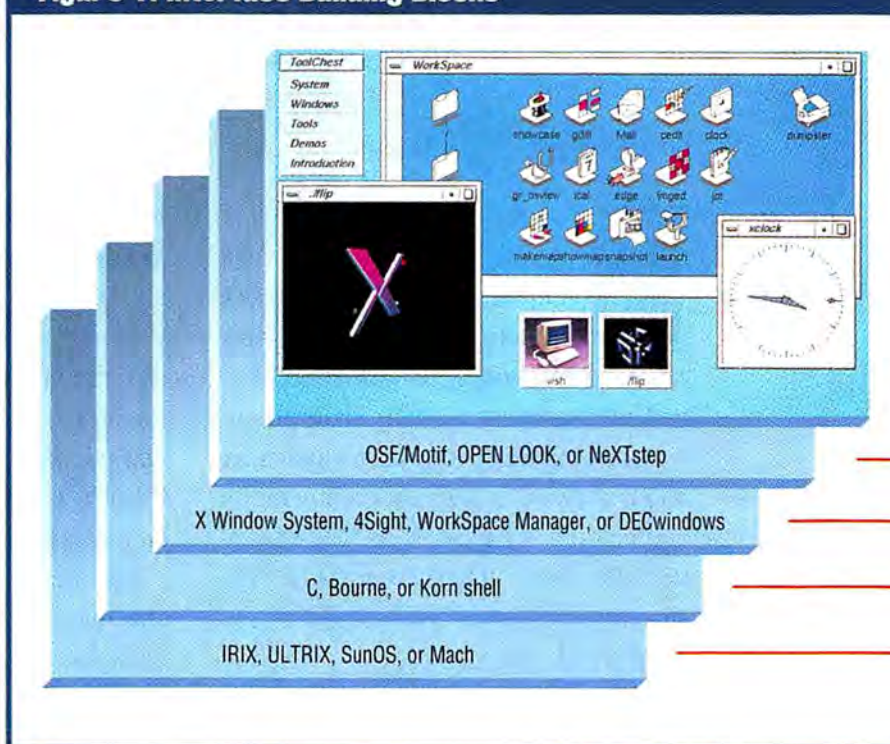 ToolChest
System
Windows
Tools
Demos
Introduction
WorkSpace
showcase gdiff Mail cedit clock dumpster
gr_osview ical edge imged jot
makemap showmap snapshot launch
./flip
xclock
wsh ./flip
OSF/Motif, OPEN LOOK, or NeXTstep
X Window System, 4Sight, WorkSpace Manager, or DECwindows
C, Bourne, or Korn shell
IRIX, ULTRIX, SunOS, or Mach